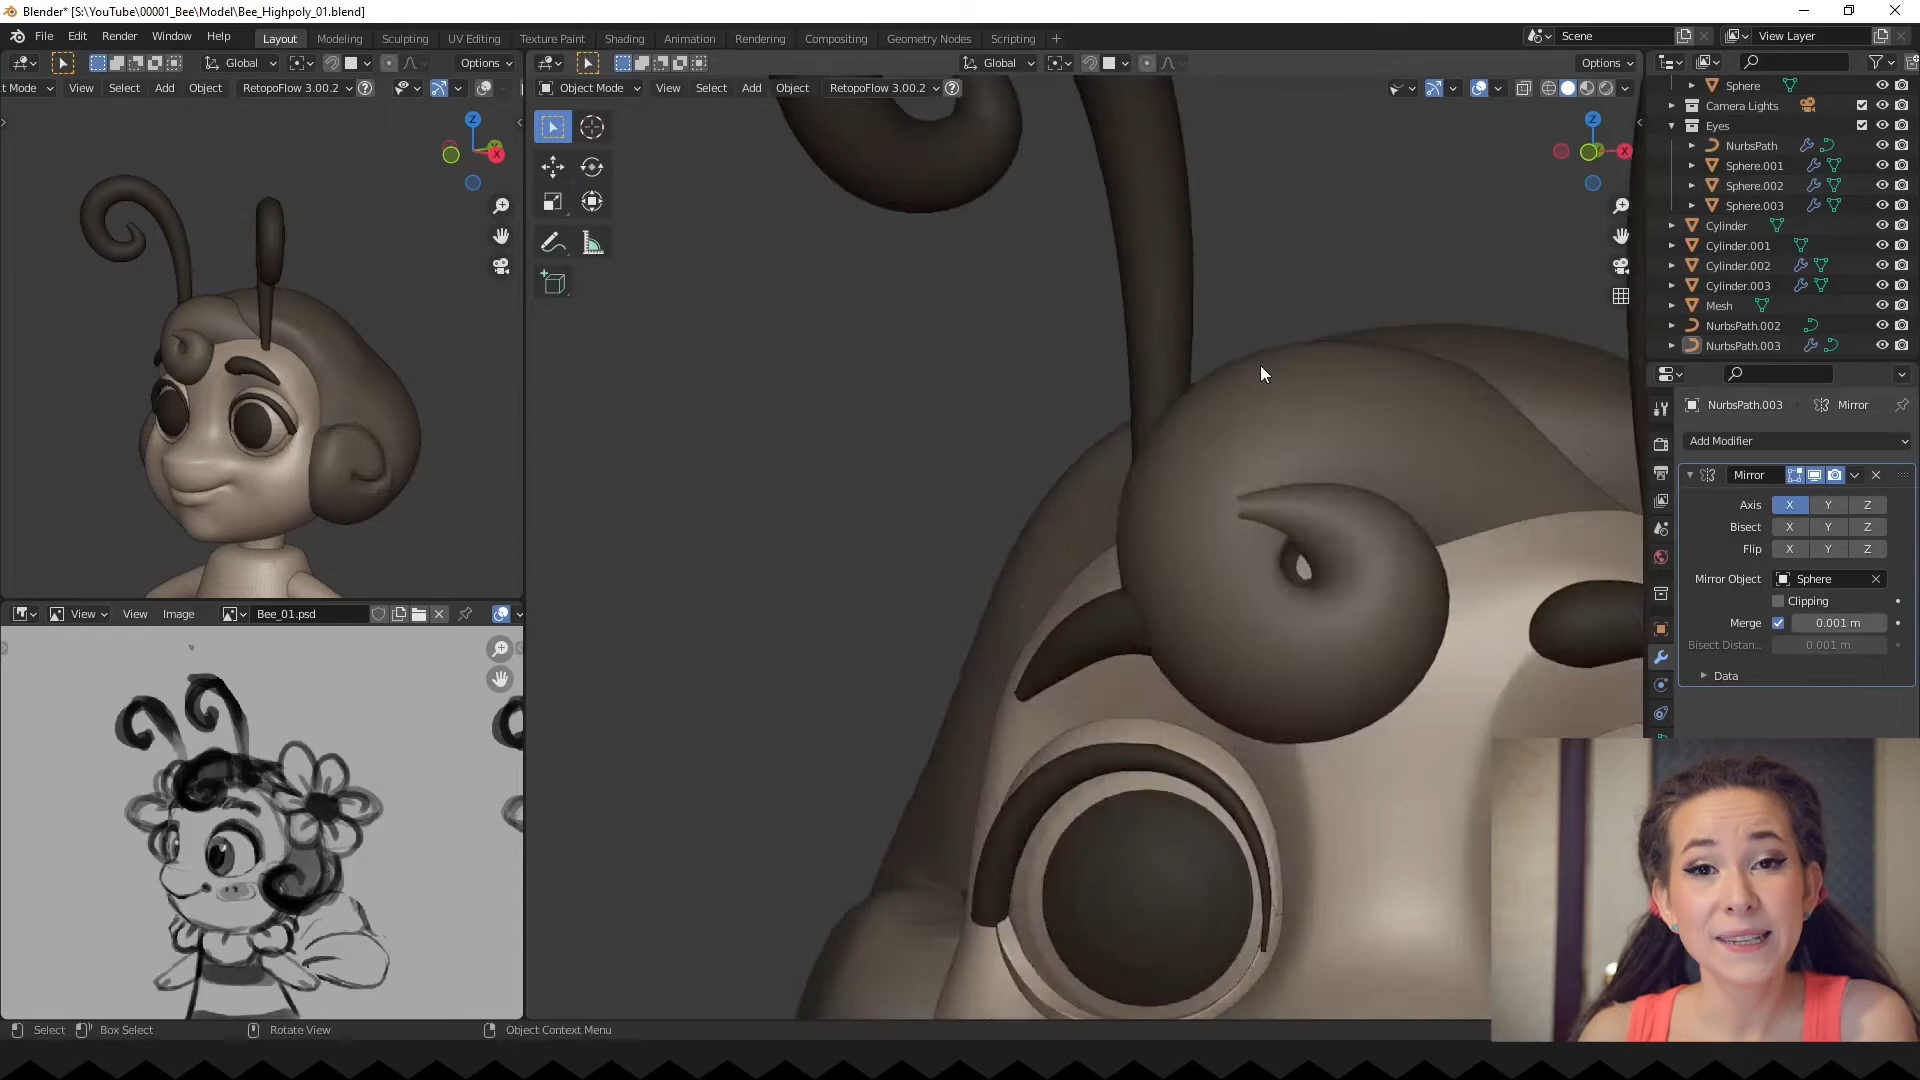 Blender* [S:\YouTube\00001_Bee\Model\Bee_Highpoly_01.blend]
File Edit Render Window Help Layout Modeling Sculpting UV Editing Texture Paint Shading Animation Rendering Compositing Geometry Nodes Scripting + Scene View Layer
Global Options Global Options
t Mode View Select Add Object RetopoFlow 3.00.2 Object Mode View Select Add Object RetopoFlow 3.00.2
Sphere
Camera Lights
Eyes
NurbsPath
Sphere.001
Sphere.002
Sphere.003
Cylinder
Cylinder.001
Cylinder.002
Cylinder.003
Mesh
NurbsPath.002
NurbsPath.003
Z
X
Z
X
NurbsPath.003 Mirror
Add Modifier
Mirror
Axis X Y Z
Bisect X Y Z
Flip X Y Z
Mirror Object Sphere
Clipping
Merge 0.001 m
Bisect Distan... 0.001 m
Data
View View Image Bee_01.psd
Select Box Select Rotate View Object Context Menu